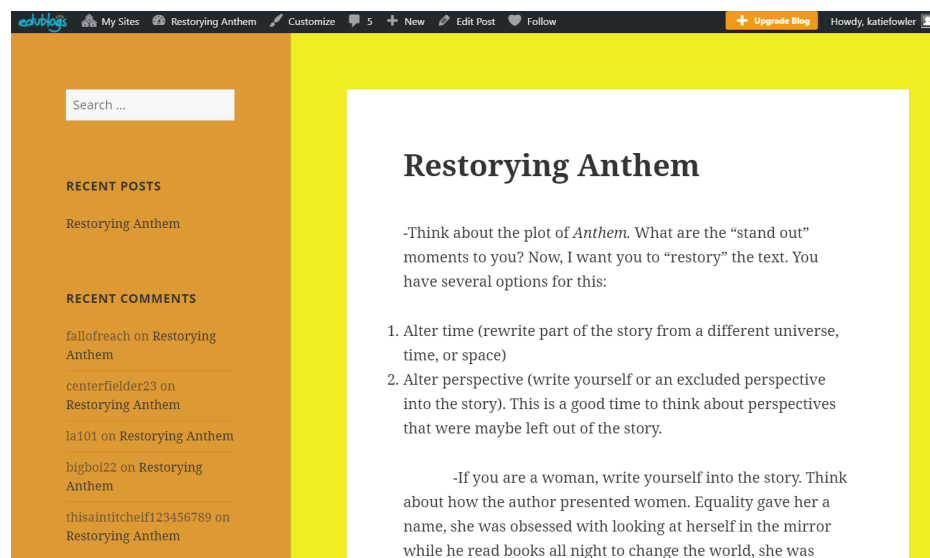 edublogs My Sites Restorying Anthem Customize 5 New Edit Post Follow Upgrade Blog Howdy, katiefowler
Search ...
RECENT POSTS
Restorying Anthem
RECENT COMMENTS
fallofreach on Restorying
Anthem
centerfielder23 on
Restorying Anthem
la101 on Restorying Anthem
bigboi22 on Restorying
Anthem
thisaintitcheif123456789 on
Restorying Anthem
Restorying Anthem
-Think about the plot of Anthem. What are the “stand out”
moments to you? Now, I want you to “restory” the text. You
have several options for this:
1. Alter time (rewrite part of the story from a different universe,
time, or space)
2. Alter perspective (write yourself or an excluded perspective
into the story). This is a good time to think about perspectives
that were maybe left out of the story.
-If you are a woman, write yourself into the story. Think
about how the author presented women. Equality gave her a
name, she was obsessed with looking at herself in the mirror
while he read books all night to change the world, she was